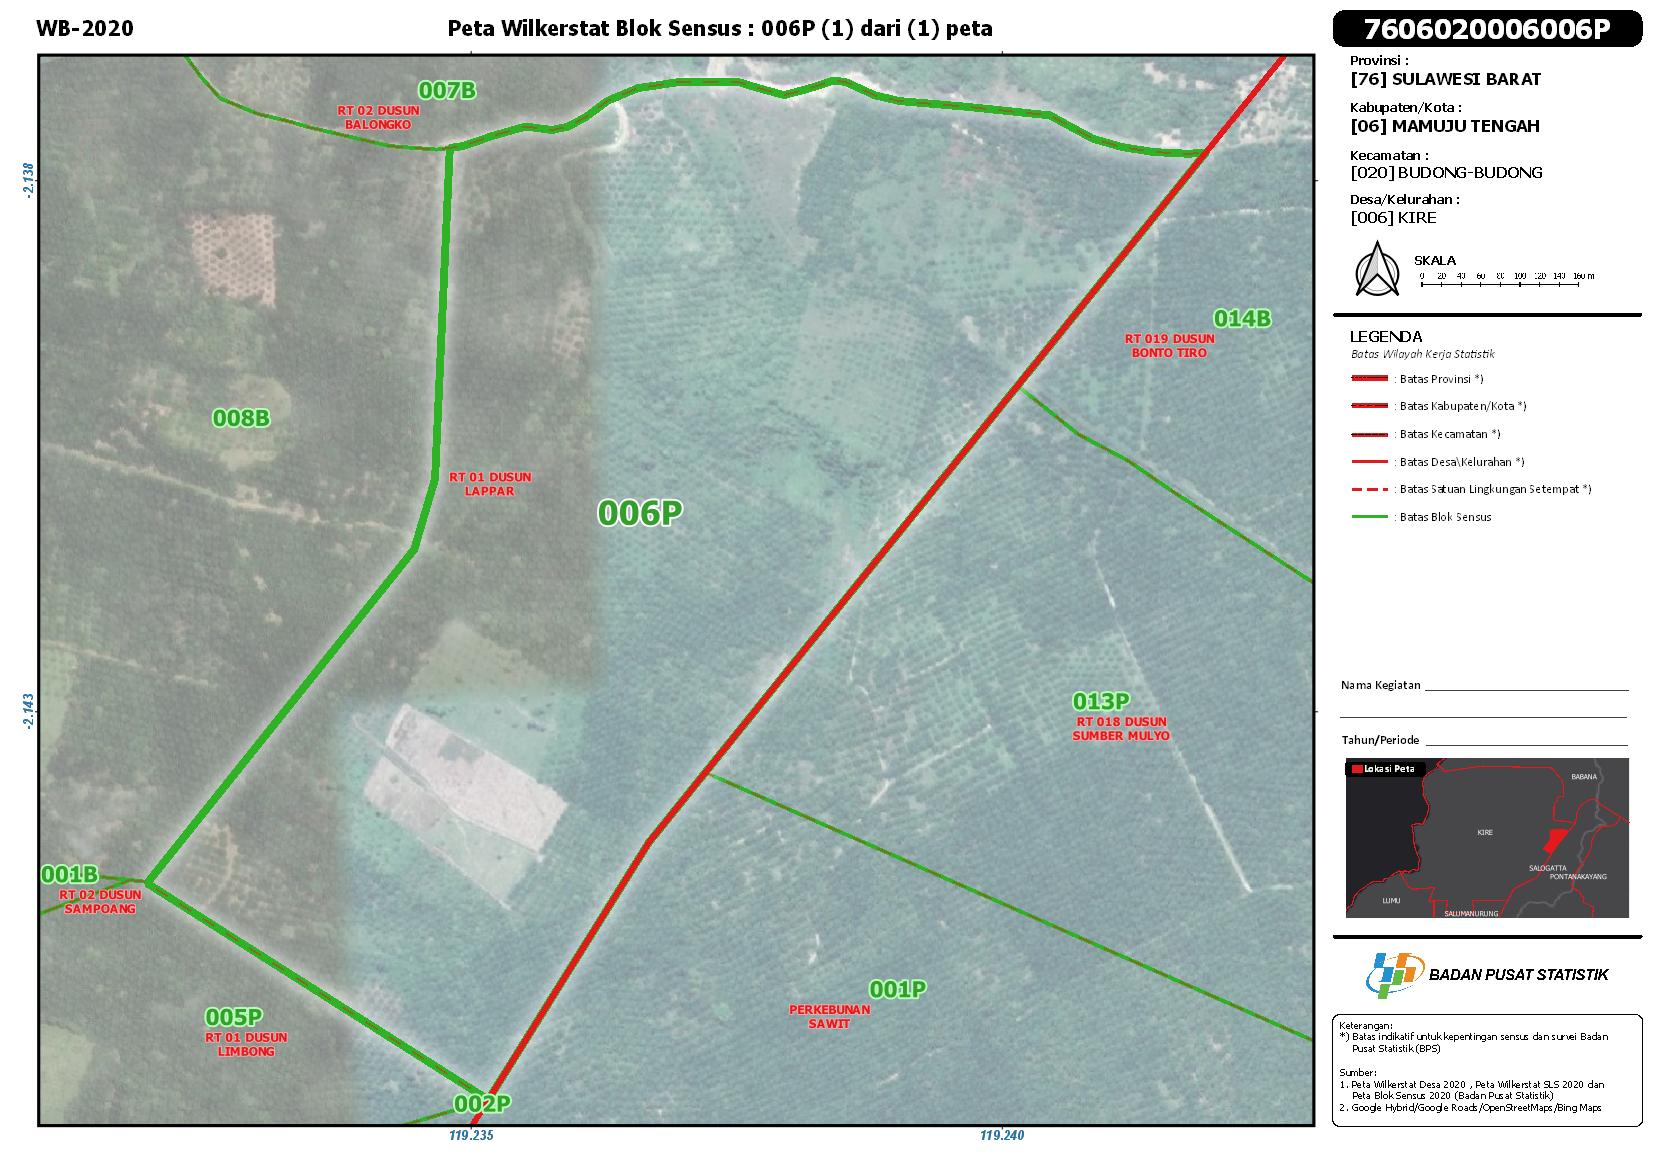 WB-2020
Peta Wilkerstat Blok Sensus : 006P (1) dari (1) peta
7606020006006P
Provinsi :
[76] SULAWESI BARAT
Kabupaten/Kota :
[06] MAMUJU TENGAH
Kecamatan :
[020] BUDONG-BUDONG
Desa/Kelurahan :
[006] KIRE
SKALA
0 20 40 60 80 100 120 140 160 m
LEGENDA
Batas Wilayah Kerja Statistik
: Batas Provinsi *)
: Batas Kabupaten/Kota *)
: Batas Kecamatan *)
: Batas Desa\Kelurahan *)
: Batas Satuan Lingkungan Setempat *)
: Batas Blok Sensus
Nama Kegiatan
Tahun/Periode
Lokasi Peta
BABANA
KIRE
SALOGATTA
PONTANAKAYANG
LUMU
SALUMANURUNG
BADAN PUSAT STATISTIK
Keterangan:
*) Batas indikatif untuk kepentingan sensus dan survei Badan
Pusat Statistik (BPS)
Sumber:
1. Peta Wilkerstat Desa 2020 , Peta Wilkerstat SLS 2020 dan
Peta Blok Sensus 2020 (Badan Pusat Statistik)
2. Google Hybrid/Google Roads/OpenStreetMaps/Bing Maps
007B
RT 02 DUSUN
BALONGKO
-2.138
014B
RT 019 DUSUN
BONTO TIRO
008B
RT 01 DUSUN
LAPPAR
006P
-2.143
013P
RT 018 DUSUN
SUMBER MULYO
001B
RT 02 DUSUN
SAMPOANG
001P
PERKEBUNAN
SAWIT
005P
RT 01 DUSUN
LIMBONG
002P
119.235
119.240